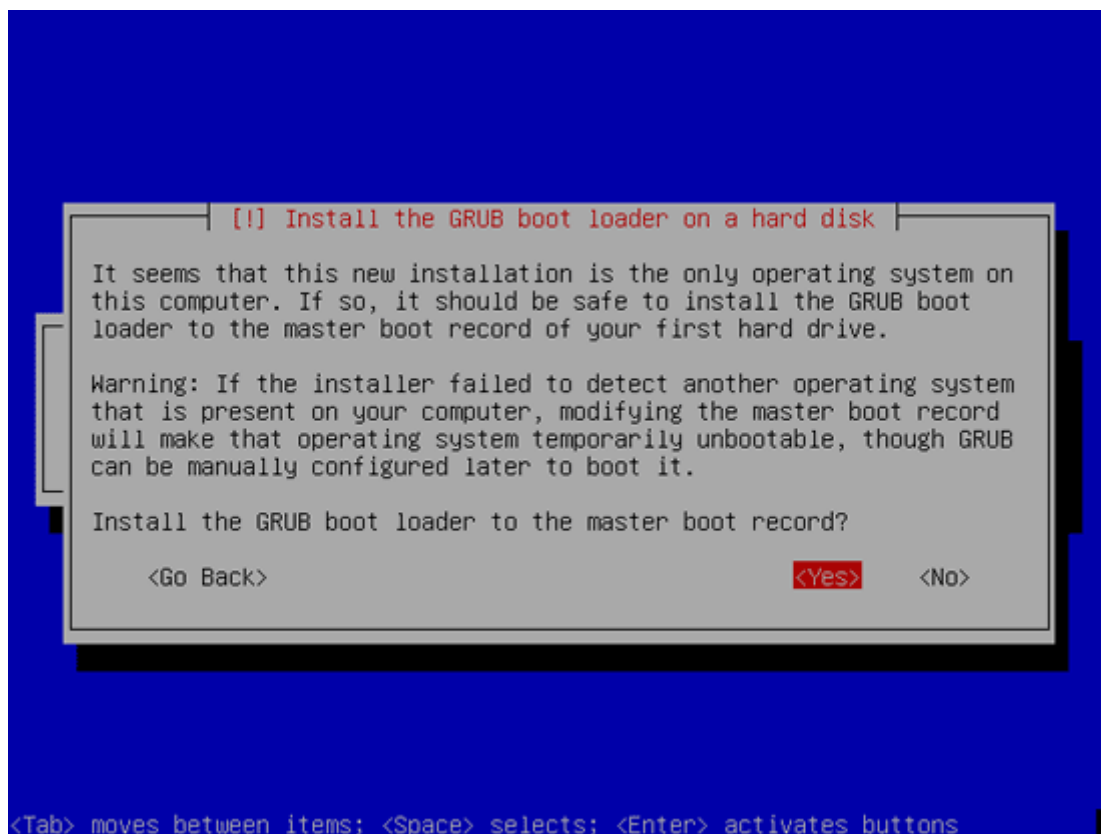 [!] Install the GRUB boot loader on a hard disk
It seems that this new installation is the only operating system on
this computer. If so, it should be safe to install the GRUB boot
loader to the master boot record of your first hard drive.
Warning: If the installer failed to detect another operating system
that is present on your computer, modifying the master boot record
will make that operating system temporarily unbootable, though GRUB
can be manually configured later to boot it.
Install the GRUB boot loader to the master boot record?
<Go Back> <Yes> <No>
<Tab> moves between items; <Space> selects; <Enter> activates buttons